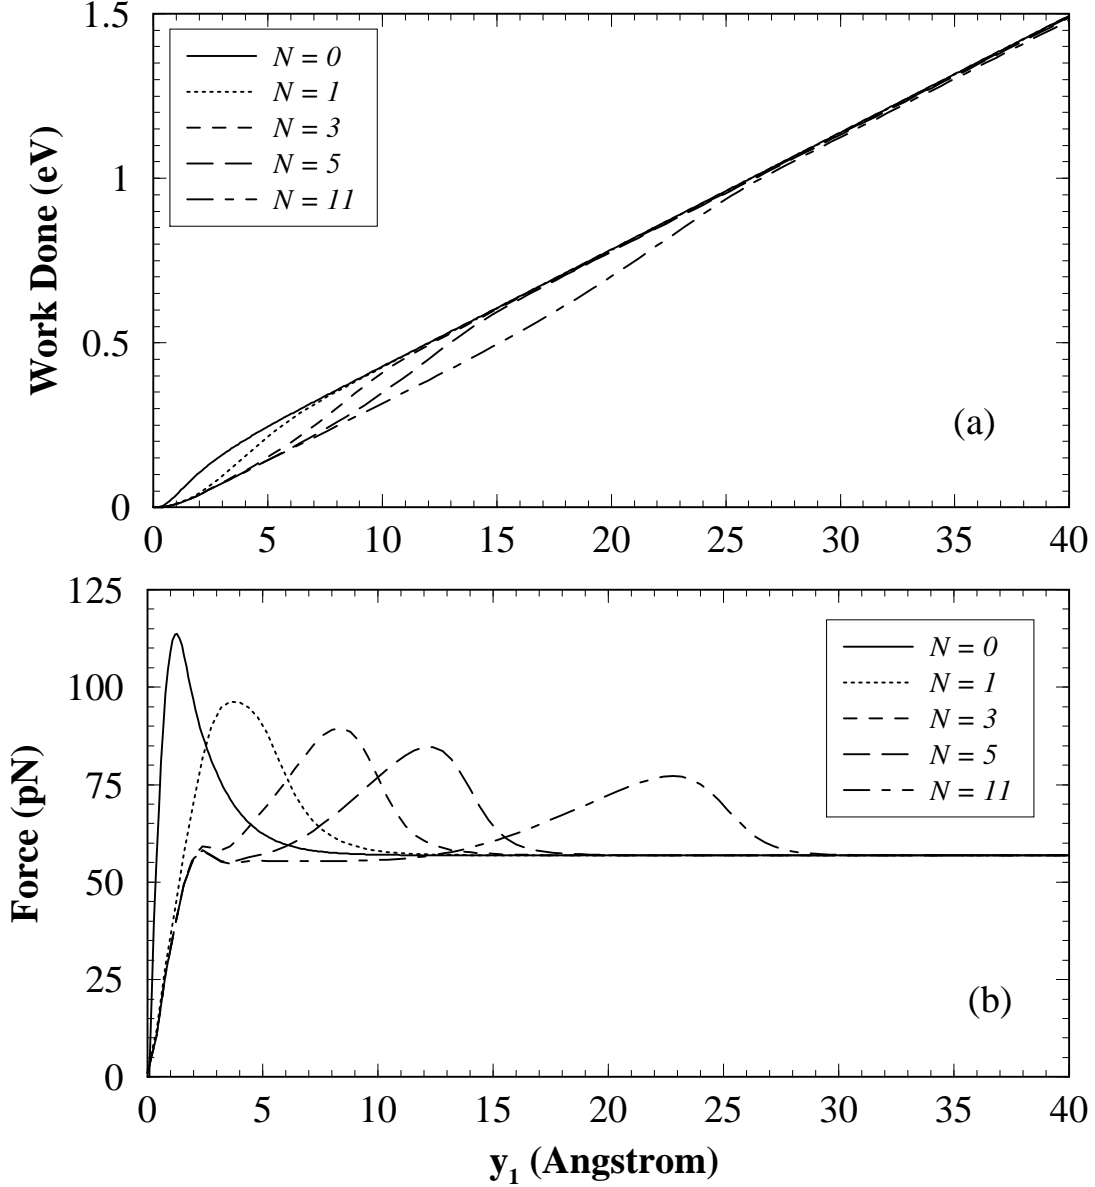 1.5
1
0.5
0
Work Done (eV)
N = 0
N = 1
N = 3
N = 5
N = 11
(a)
0 5 10 15 20 25 30 35 40
125
100
75
50
25
0
Force (pN)
N = 0
N = 1
N = 3
N = 5
N = 11
(b)
0 5 10 15 20 25 30 35 40
y₁ (Angstrom)